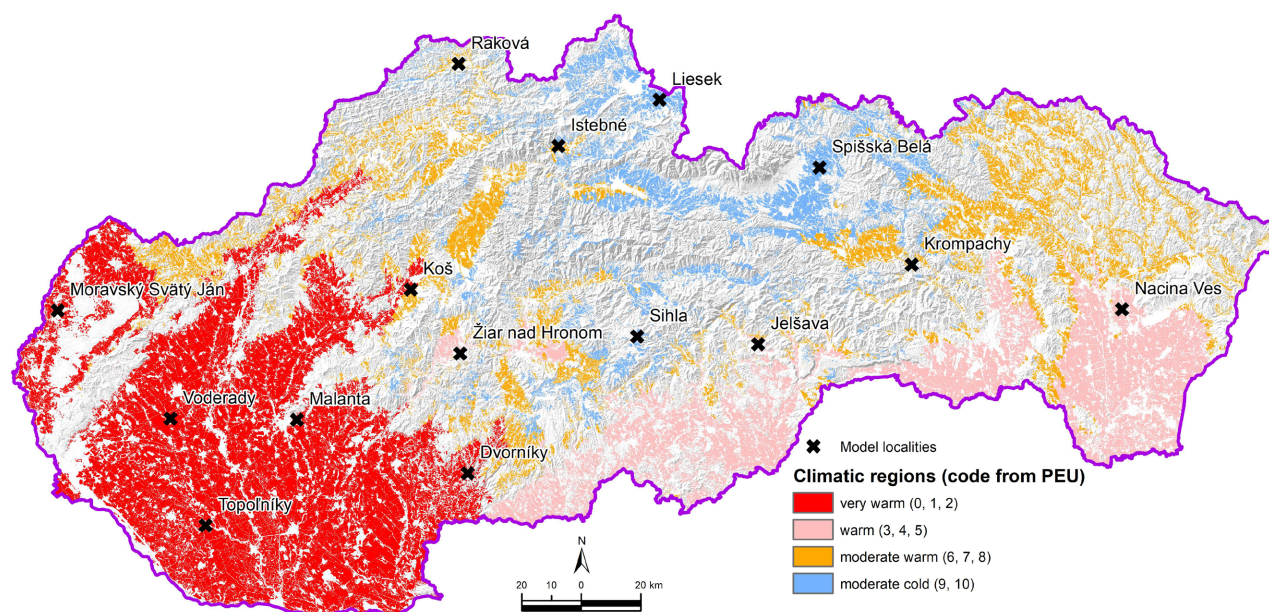 Raková
Liesek
Istebné
Spišská Belá
Krompachy
Koš
Moravský Svätý Ján
Nacina Ves
Sihla
Jelšava
Žiar nad Hronom
Voderady
Malanta
Dvorníky
Topoľníky
Model localities
Climatic regions (code from PEU)
very warm (0, 1, 2)
warm (3, 4, 5)
moderate warm (6, 7, 8)
moderate cold (9, 10)
N
20 0 20 km